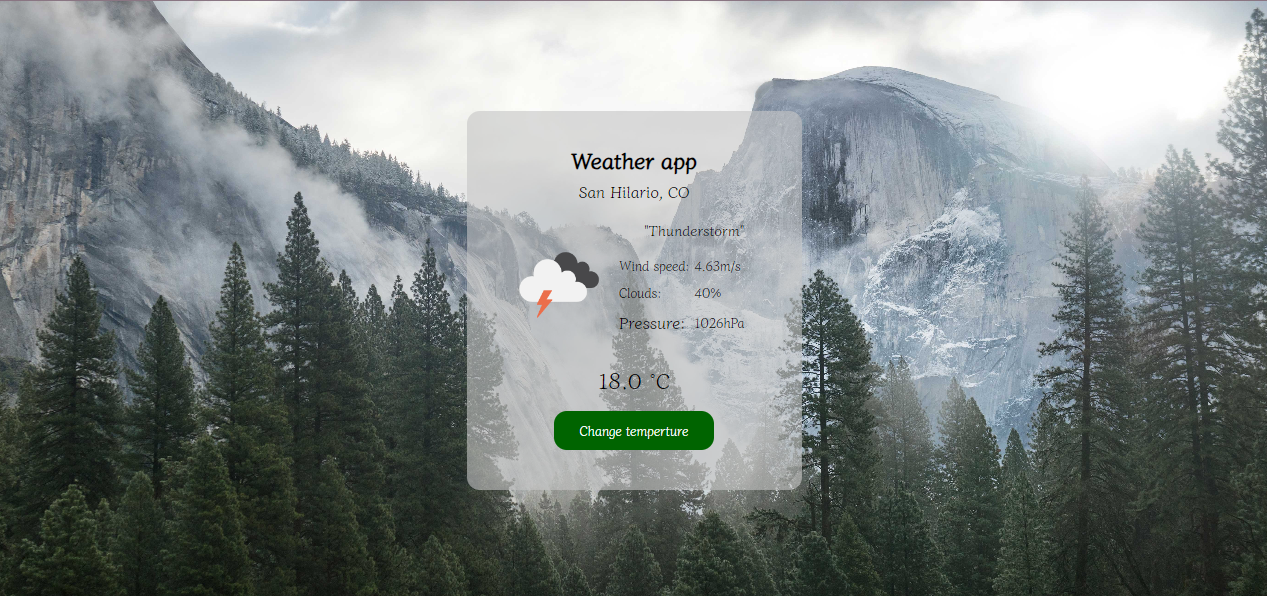 Weather app
San Hilario, CO
"Thunderstorm"
Wind speed: 4.63m/s
Clouds: 40%
Pressure: 1026hPa
18.0 °C
Change temperture